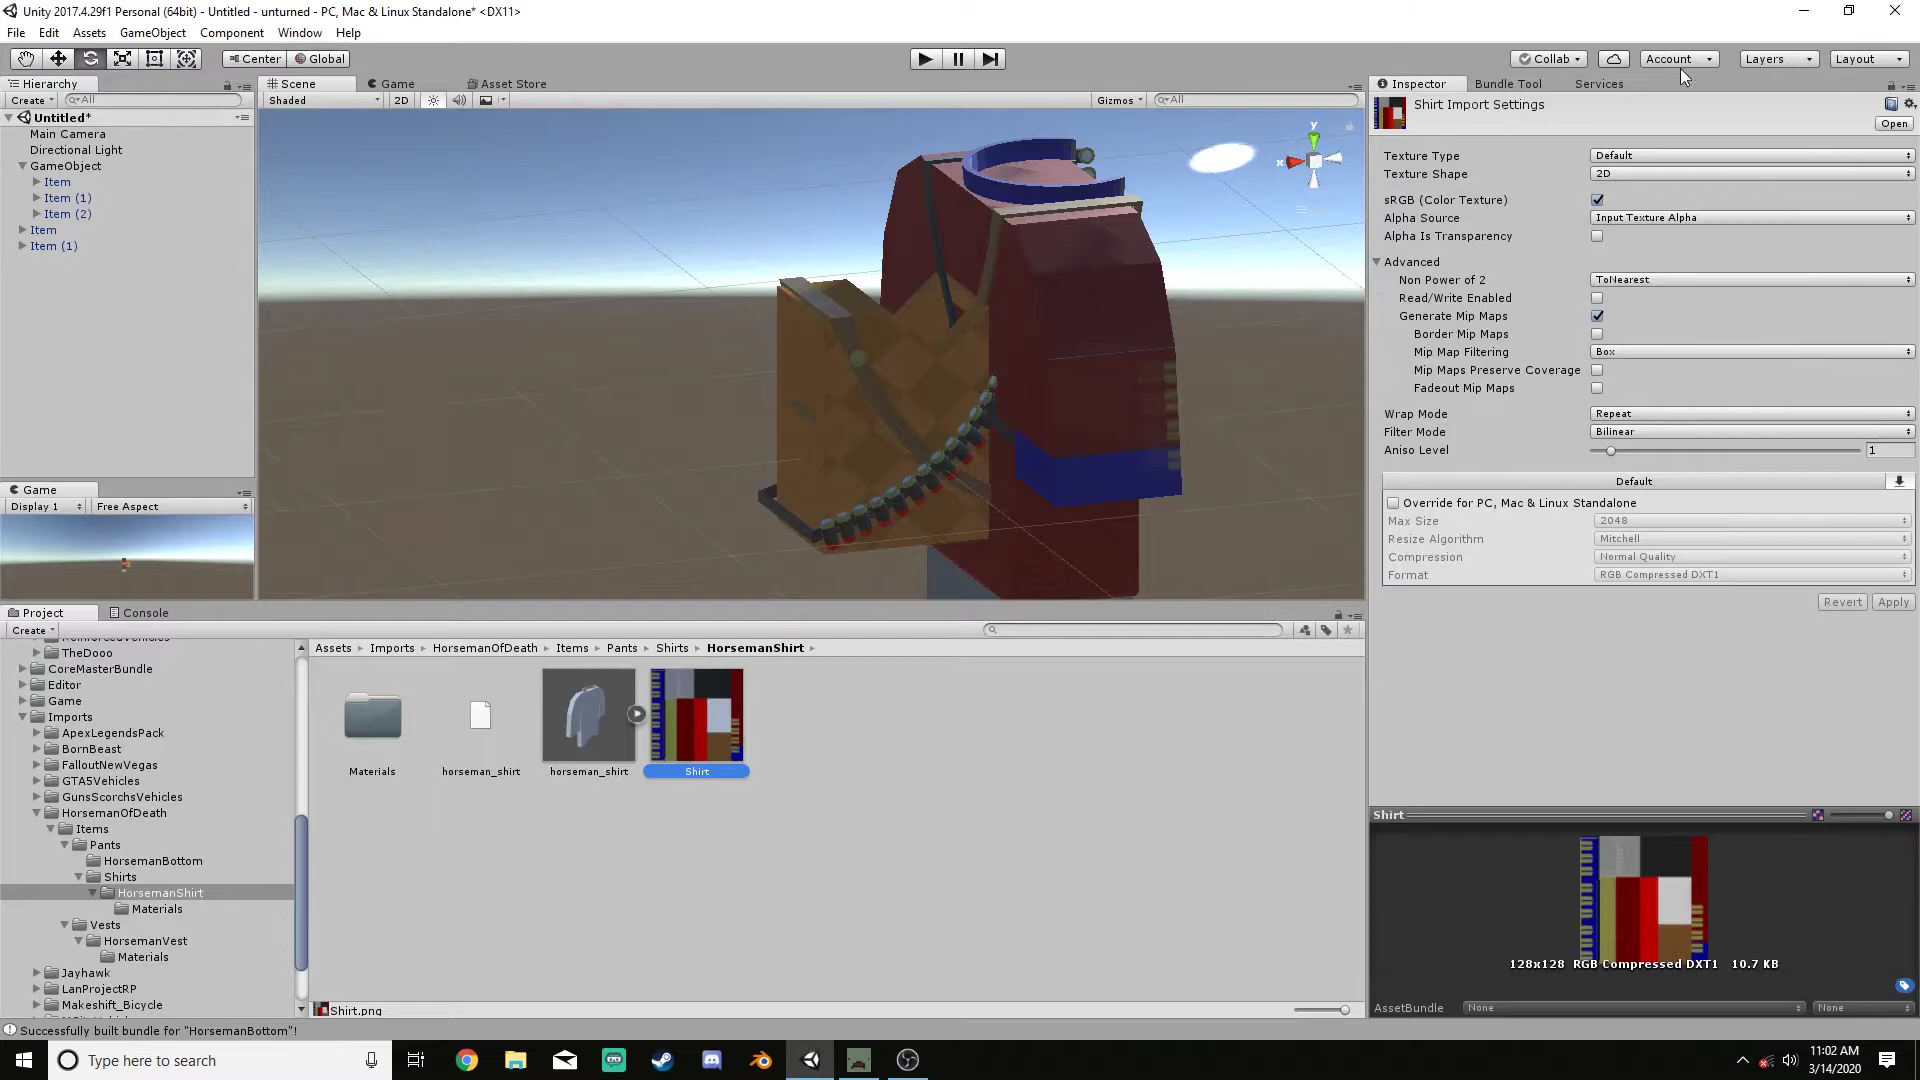 Unity 2017.4.29f1 Personal (64bit) - Untitled - unturned - PC, Mac & Linux Standalone* <DX11>
File Edit Assets GameObject Component Window Help
Center Global Collab Account Layers Layout
Hierarchy
Create All
Untitled*
Main Camera
Directional Light
GameObject
Item
Item (1)
Item (2)
Item
Item (1)
Game
Display 1 Free Aspect
Scene Game Asset Store
Shaded 2D Gizmos All
y
x
Inspector Bundle Tool Services
Shirt Import Settings
Open
Texture Type Default
Texture Shape 2D
sRGB (Color Texture)
Alpha Source Input Texture Alpha
Alpha Is Transparency
Advanced
Non Power of 2 ToNearest
Read/Write Enabled
Generate Mip Maps
Border Mip Maps
Mip Map Filtering Box
Mip Maps Preserve Coverage
Fadeout Mip Maps
Wrap Mode Repeat
Filter Mode Bilinear
Aniso Level 1
Default
Override for PC, Mac & Linux Standalone
Max Size 2048
Resize Algorithm Mitchell
Compression Normal Quality
Format RGB Compressed DXT1
Revert Apply
Project Console
Create
TheDooo
CoreMasterBundle
Editor
Game
Imports
ApexLegendsPack
BornBeast
FalloutNewVegas
GTA5Vehicles
GunsScorchsVehicles
HorsemanOfDeath
Items
Pants
HorsemanBottom
Shirts
HorsemanShirt
Materials
Vests
HorsemanVest
Materials
Jayhawk
LanProjectRP
Makeshift_Bicycle
Assets Imports HorsemanOfDeath Items Pants Shirts HorsemanShirt
Materials horseman_shirt horseman_shirt Shirt
Shirt.png
Shirt
128x128 RGB Compressed DXT1 10.7 KB
AssetBundle None None
Successfully built bundle for "HorsemanBottom"!
Type here to search
11:02 AM
3/14/2020